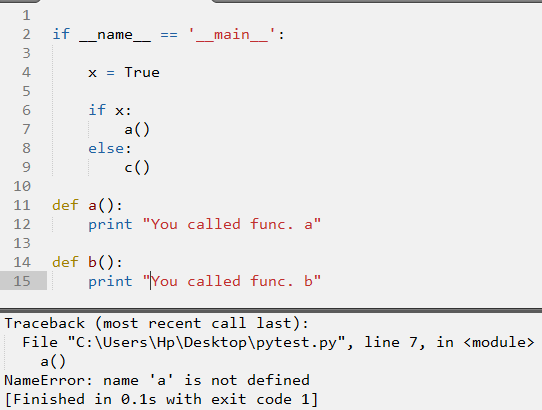 1
2 if __name__ == '__main__':
3
4     x = True
5
6     if x:
7         a()
8     else:
9         c()
10
11 def a():
12     print "You called func. a"
13
14 def b():
15     print "You called func. b"
Traceback (most recent call last):
  File "C:\Users\Hp\Desktop\pytest.py", line 7, in <module>
    a()
NameError: name 'a' is not defined
[Finished in 0.1s with exit code 1]